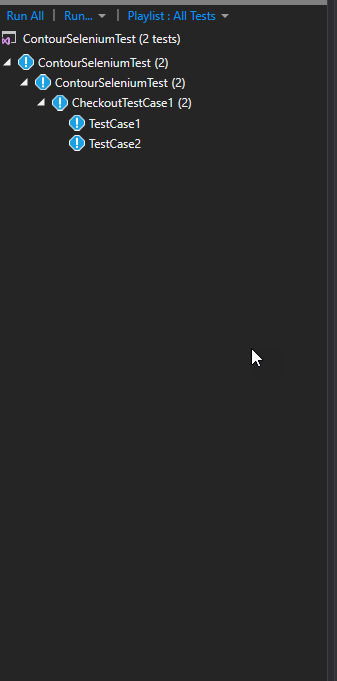 Run All | Run... | Playlist : All Tests
ContourSeleniumTest (2 tests)
ContourSeleniumTest (2)
ContourSeleniumTest (2)
CheckoutTestCase1 (2)
TestCase1
TestCase2